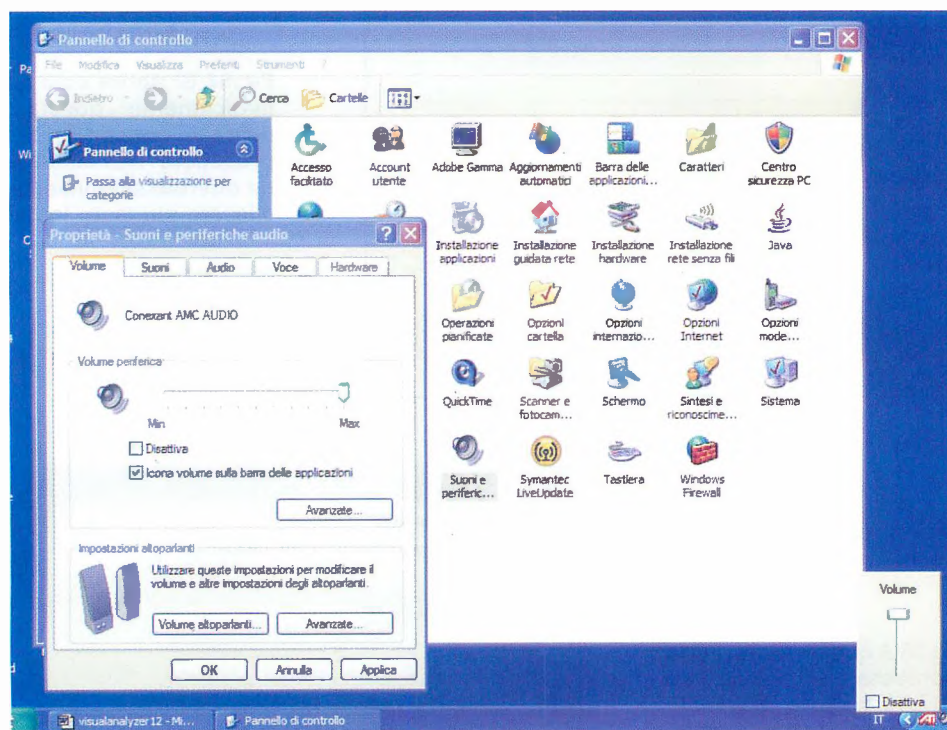 Pannello di controllo
File Modifica Visualizza Preferiti Strumenti ?
Indietro
Cerca
Cartelle
Pannello di controllo
Passa alla visualizzazione per
categorie
Accesso
facilitato
Account
utente
Adobe Gamma
Aggiornamenti
automatici
Barra delle
applicazioni...
Caratteri
Centro
sicurezza PC
Installazione
applicazioni
Installazione
guidata rete
Installazione
hardware
Installazione
rete senza fili
Java
Operazioni
pianificate
Opzioni
cartella
Opzioni
internazio...
Opzioni
Internet
Opzioni
mode...
QuickTime
Scanner e
fotocam...
Schermo
Sintesi e
riconoscime...
Sistema
Suoni e
periferic...
Symantec
LiveUpdate
Tastiera
Windows
Firewall
Proprietà - Suoni e periferiche audio
Volume
Suoni
Audio
Voce
Hardware
Conexant AMC AUDIO
Volume periferica
Min
Max
Disattiva
Icona volume sulla barra delle applicazioni
Avanzate...
Impostazioni altoparlanti
Utilizzare queste impostazioni per modificare il
volume e altre impostazioni degli altoparlanti.
Volume altoparlanti...
Avanzate...
OK
Annulla
Applica
Volume
Disattiva
visualanalyzer12 - Mi...
Pannello di controllo
IT